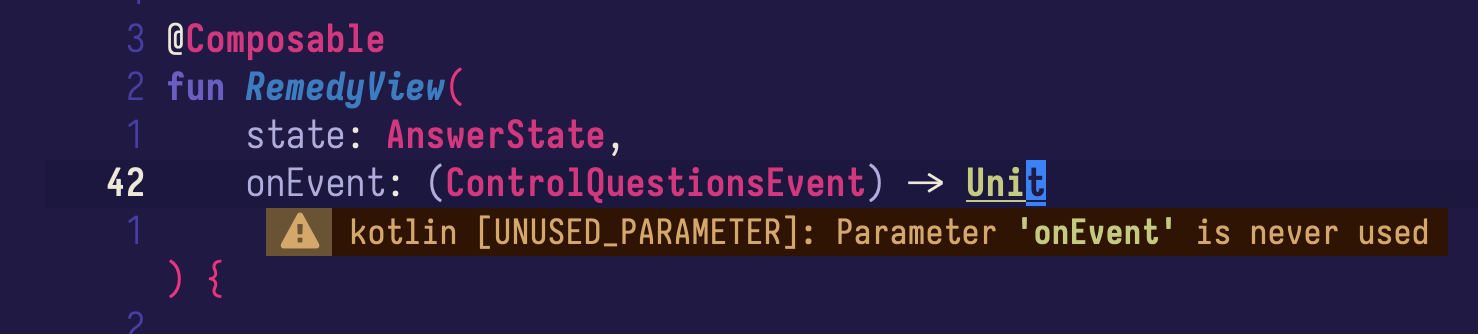 3 @Composable
2 fun RemedyView(
1 state: AnswerState,
42 onEvent: (ControlQuestionsEvent) -> Unit
1 kotlin [UNUSED_PARAMETER]: Parameter 'onEvent' is never used
) {
2